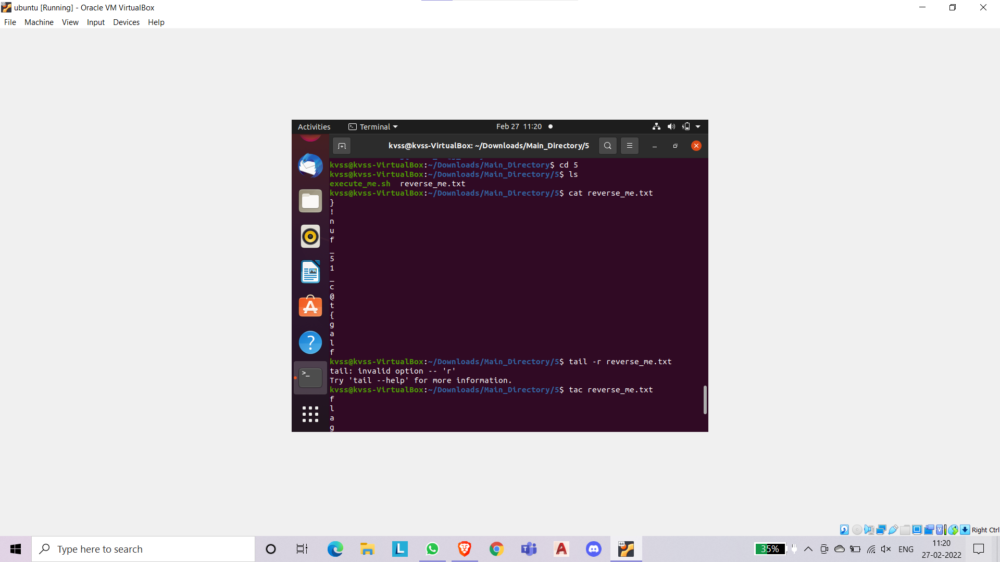 ubuntu [Running] - Oracle VM VirtualBox
File Machine View Input Devices Help
Activities Terminal Feb 27 11:20
kvss@kvss-VirtualBox: ~/Downloads/Main_Directory/5
kvss@kvss-VirtualBox:~/Downloads/Main_Directory$ cd 5
kvss@kvss-VirtualBox:~/Downloads/Main_Directory/5$ ls
execute_me.sh reverse_me.txt
kvss@kvss-VirtualBox:~/Downloads/Main_Directory/5$ cat reverse_me.txt
}
!
n
u
f
_
5
1
_
c
@
t
{
g
a
l
f
kvss@kvss-VirtualBox:~/Downloads/Main_Directory/5$ tail -r reverse_me.txt
tail: invalid option -- 'r'
Try 'tail --help' for more information.
kvss@kvss-VirtualBox:~/Downloads/Main_Directory/5$ tac reverse_me.txt
f
l
a
g
Right Ctrl
Type here to search
35%
ENG
11:20
27-02-2022